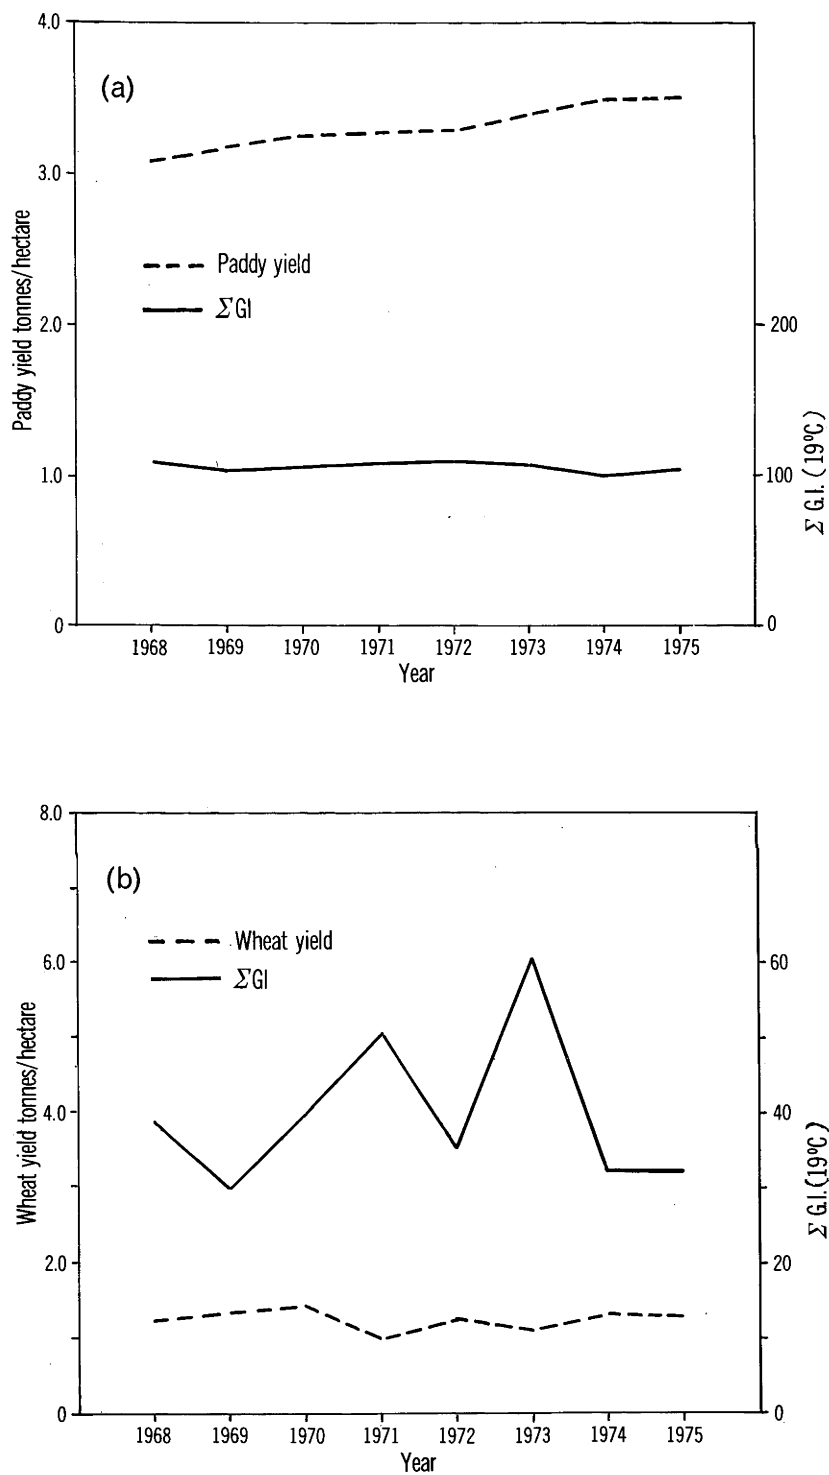 (a)
Paddy yield tonnes/hectare
4.0
3.0
2.0
1.0
0
Paddy yield
ΣGI
200
100
0
Σ G.I. (19ºC)
1968 1969 1970 1971 1972 1973 1974 1975
Year
(b)
Wheat yield tonnes/hectare
8.0
6.0
4.0
2.0
0
Wheat yield
ΣGI
60
40
20
0
Σ G.I. (19ºC)
1968 1969 1970 1971 1972 1973 1974 1975
Year